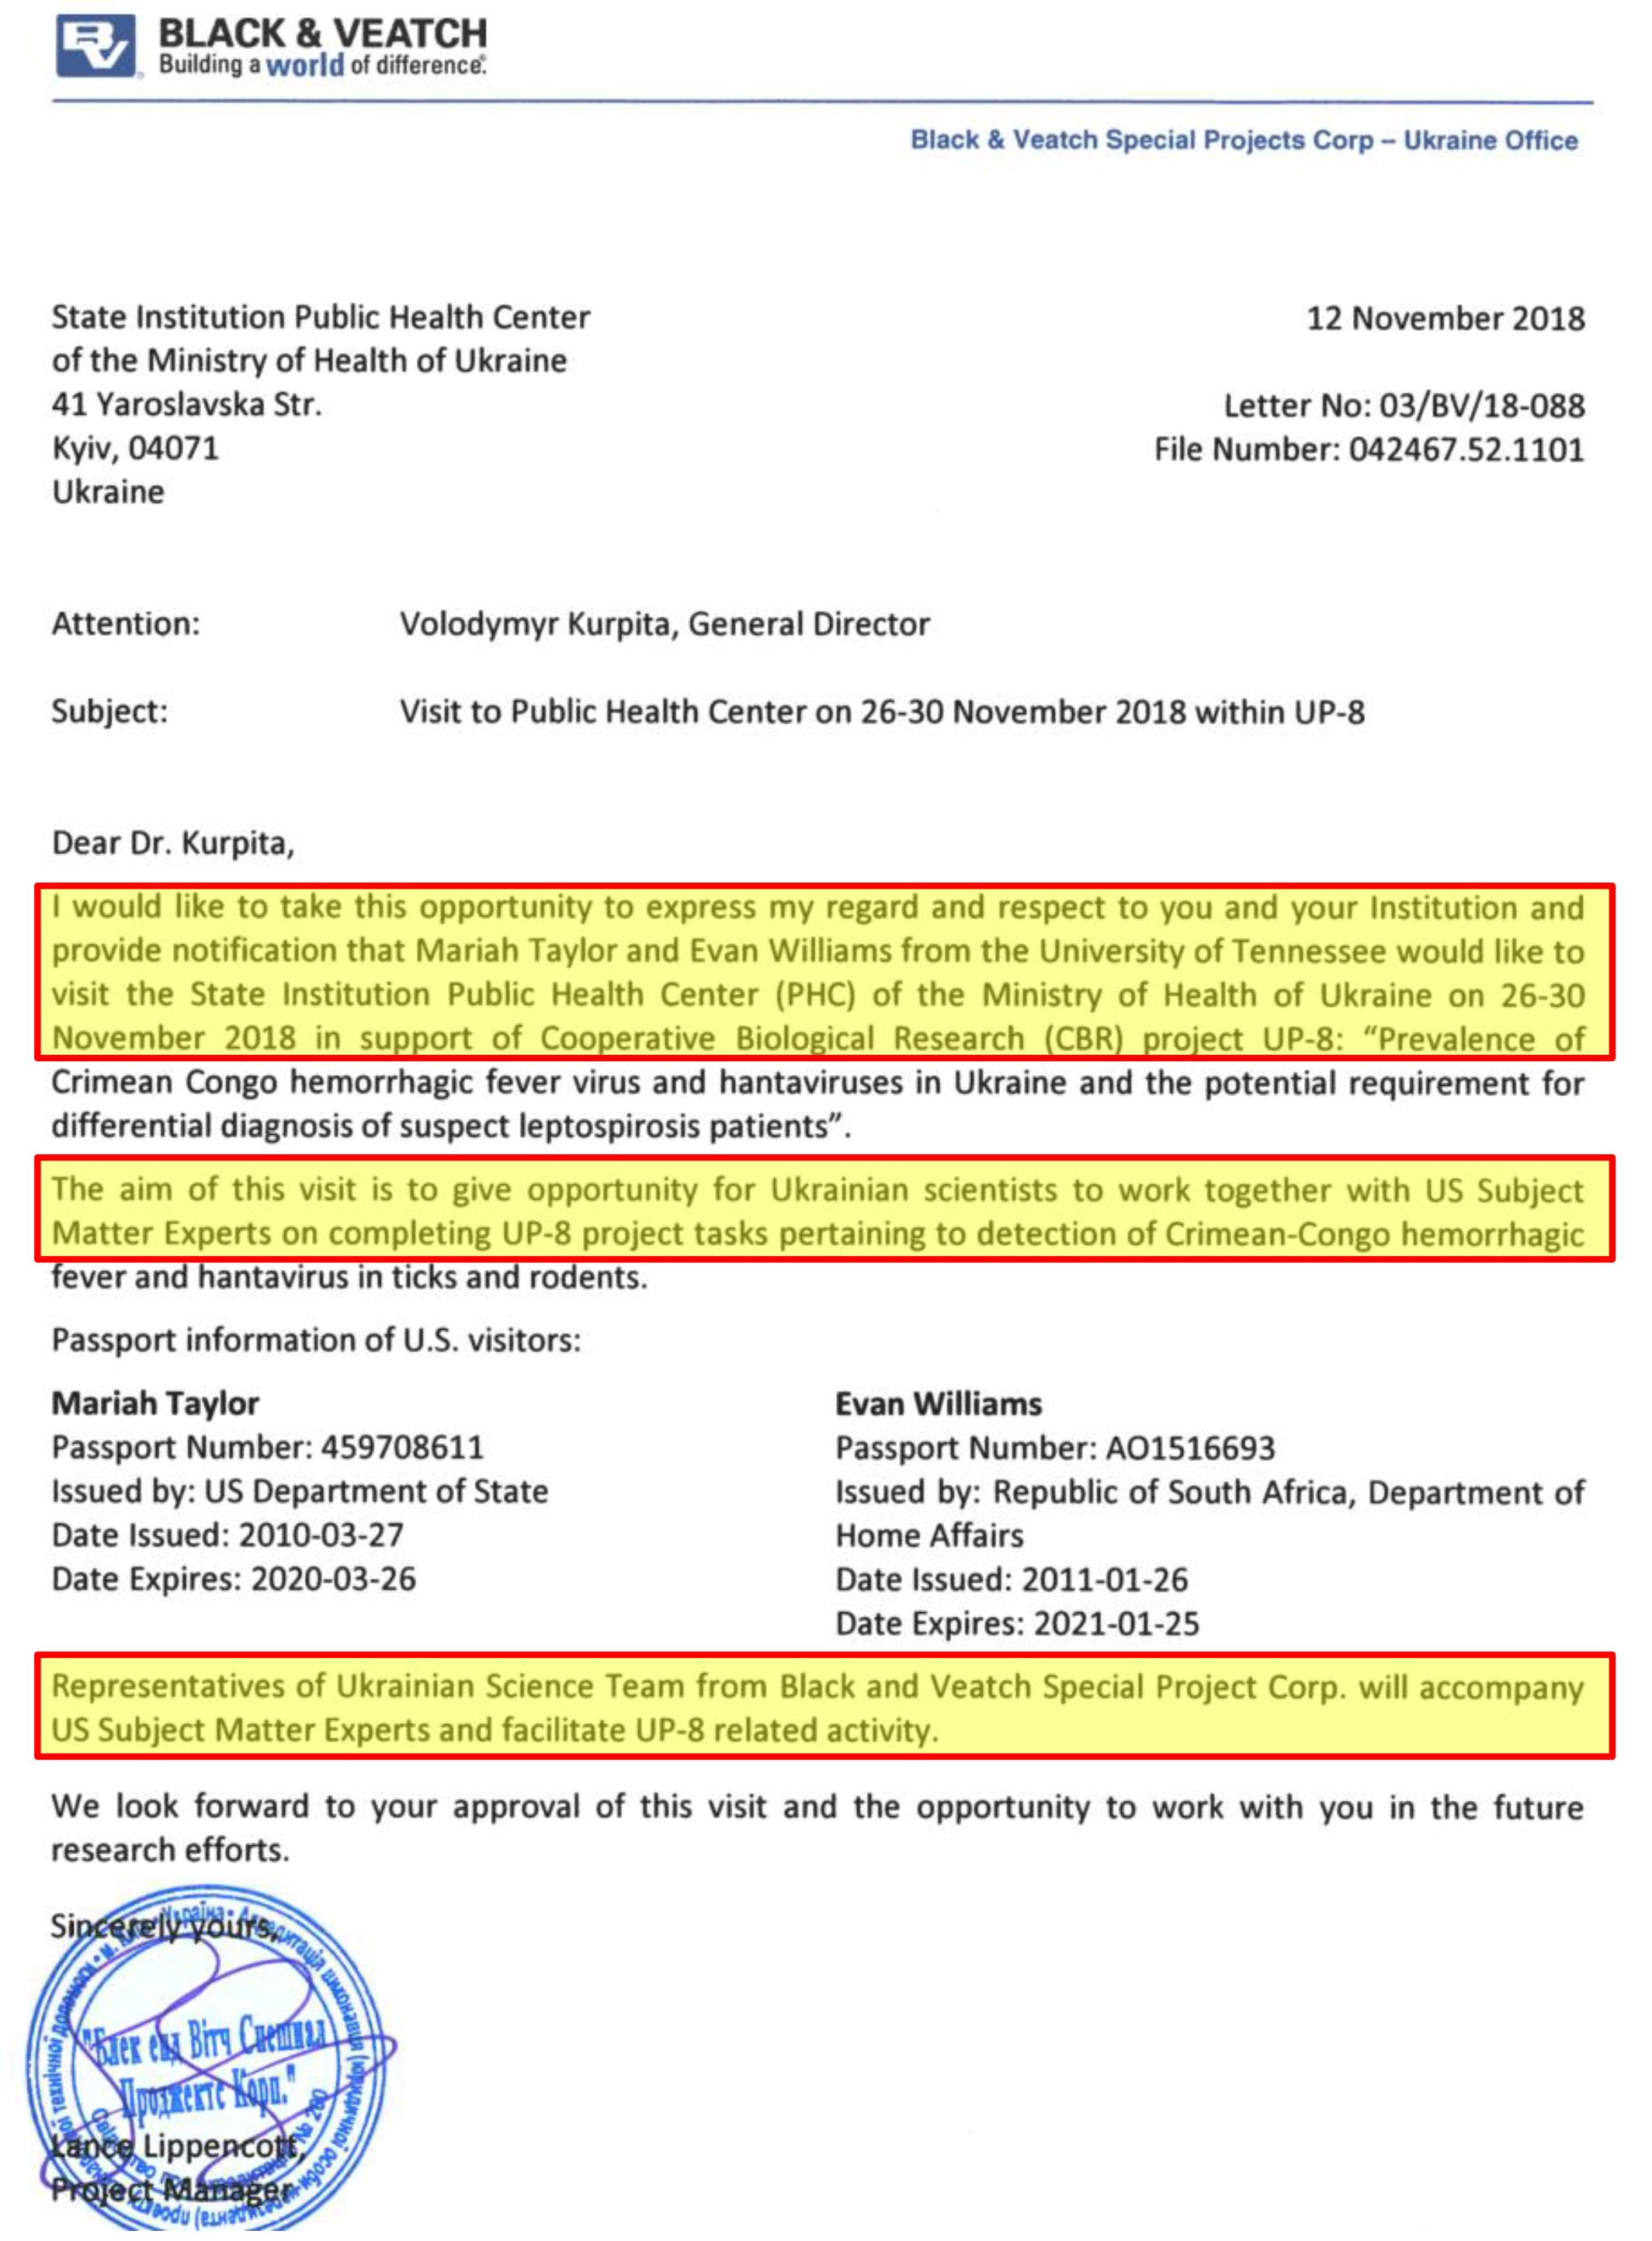 BLACK & VEATCH
Building a world of difference.
Black & Veatch Special Projects Corp – Ukraine Office
State Institution Public Health Center
of the Ministry of Health of Ukraine
41 Yaroslavska Str.
Kyiv, 04071
Ukraine
12 November 2018
Letter No: 03/BV/18-088
File Number: 042467.52.1101
Attention: Volodymyr Kurpita, General Director
Subject: Visit to Public Health Center on 26-30 November 2018 within UP-8
Dear Dr. Kurpita,
I would like to take this opportunity to express my regard and respect to you and your Institution and
provide notification that Mariah Taylor and Evan Williams from the University of Tennessee would like to
visit the State Institution Public Health Center (PHC) of the Ministry of Health of Ukraine on 26-30
November 2018 in support of Cooperative Biological Research (CBR) project UP-8: “Prevalence of
Crimean Congo hemorrhagic fever virus and hantaviruses in Ukraine and the potential requirement for
differential diagnosis of suspect leptospirosis patients”.
The aim of this visit is to give opportunity for Ukrainian scientists to work together with US Subject
Matter Experts on completing UP-8 project tasks pertaining to detection of Crimean-Congo hemorrhagic
fever and hantavirus in ticks and rodents.
Passport information of U.S. visitors:
Mariah Taylor
Passport Number: 459708611
Issued by: US Department of State
Date Issued: 2010-03-27
Date Expires: 2020-03-26
Evan Williams
Passport Number: AO1516693
Issued by: Republic of South Africa, Department of
Home Affairs
Date Issued: 2011-01-26
Date Expires: 2021-01-25
Representatives of Ukrainian Science Team from Black and Veatch Special Project Corp. will accompany
US Subject Matter Experts and facilitate UP-8 related activity.
We look forward to your approval of this visit and the opportunity to work with you in the future
research efforts.
Sincerely yours,
"Блек енд Вітч Спешиал
Проджектс Корп."
Lance Lippencott,
Project Manager